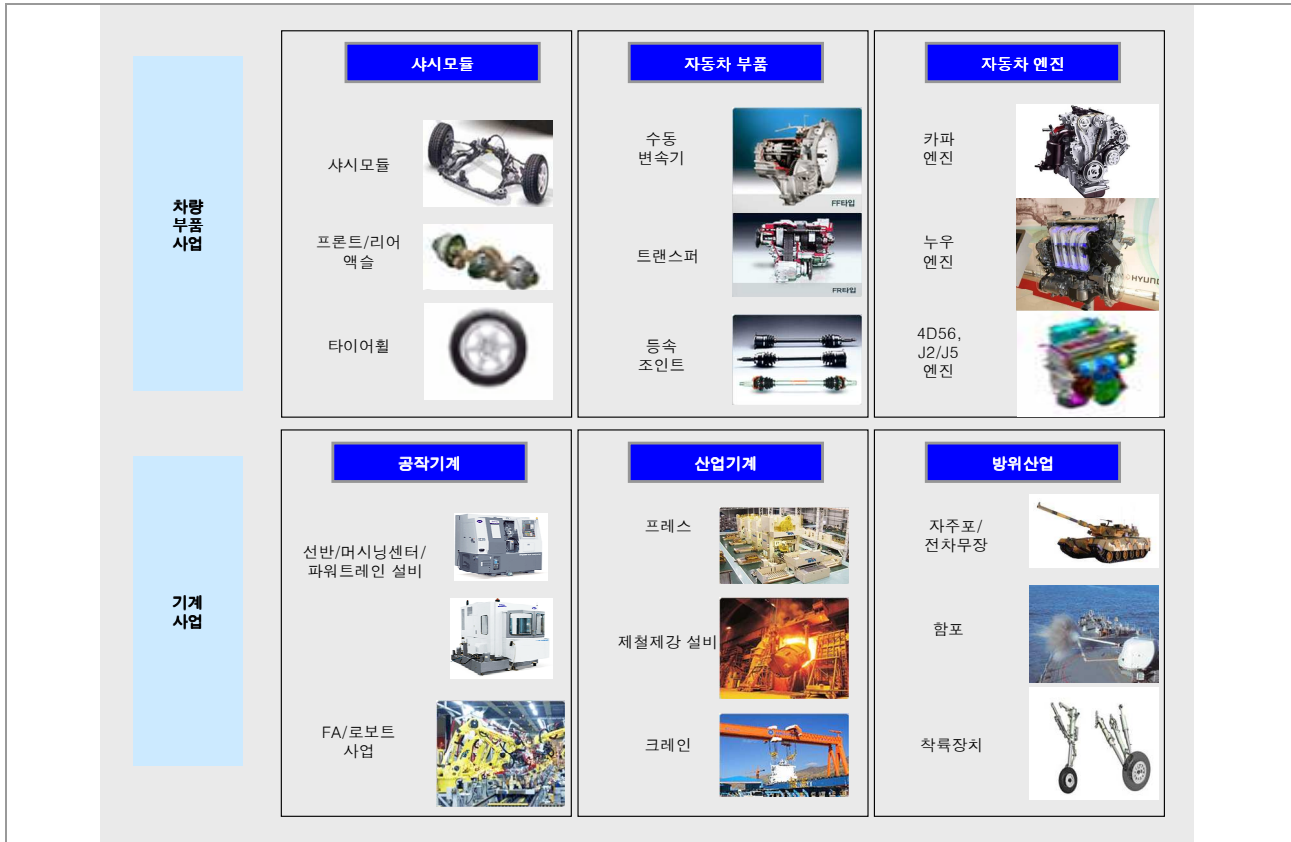 차량
부품
사업
샤시모듈
샤시모듈
프론트/리어
액슬
타이어휠
자동차 부품
수동
변속기
FF타입
트랜스퍼
FR타입
등속
조인트
자동차 엔진
카파
엔진
누우
엔진
HYUND
4D56,
J2/J5
엔진
기계
사업
공작기계
선반/머시닝센터/
파워트레인 설비
FA/로보트
사업
산업기계
프레스
제철제강 설비
크레인
방위산업
자주포/
전차무장
함포
착륙장치